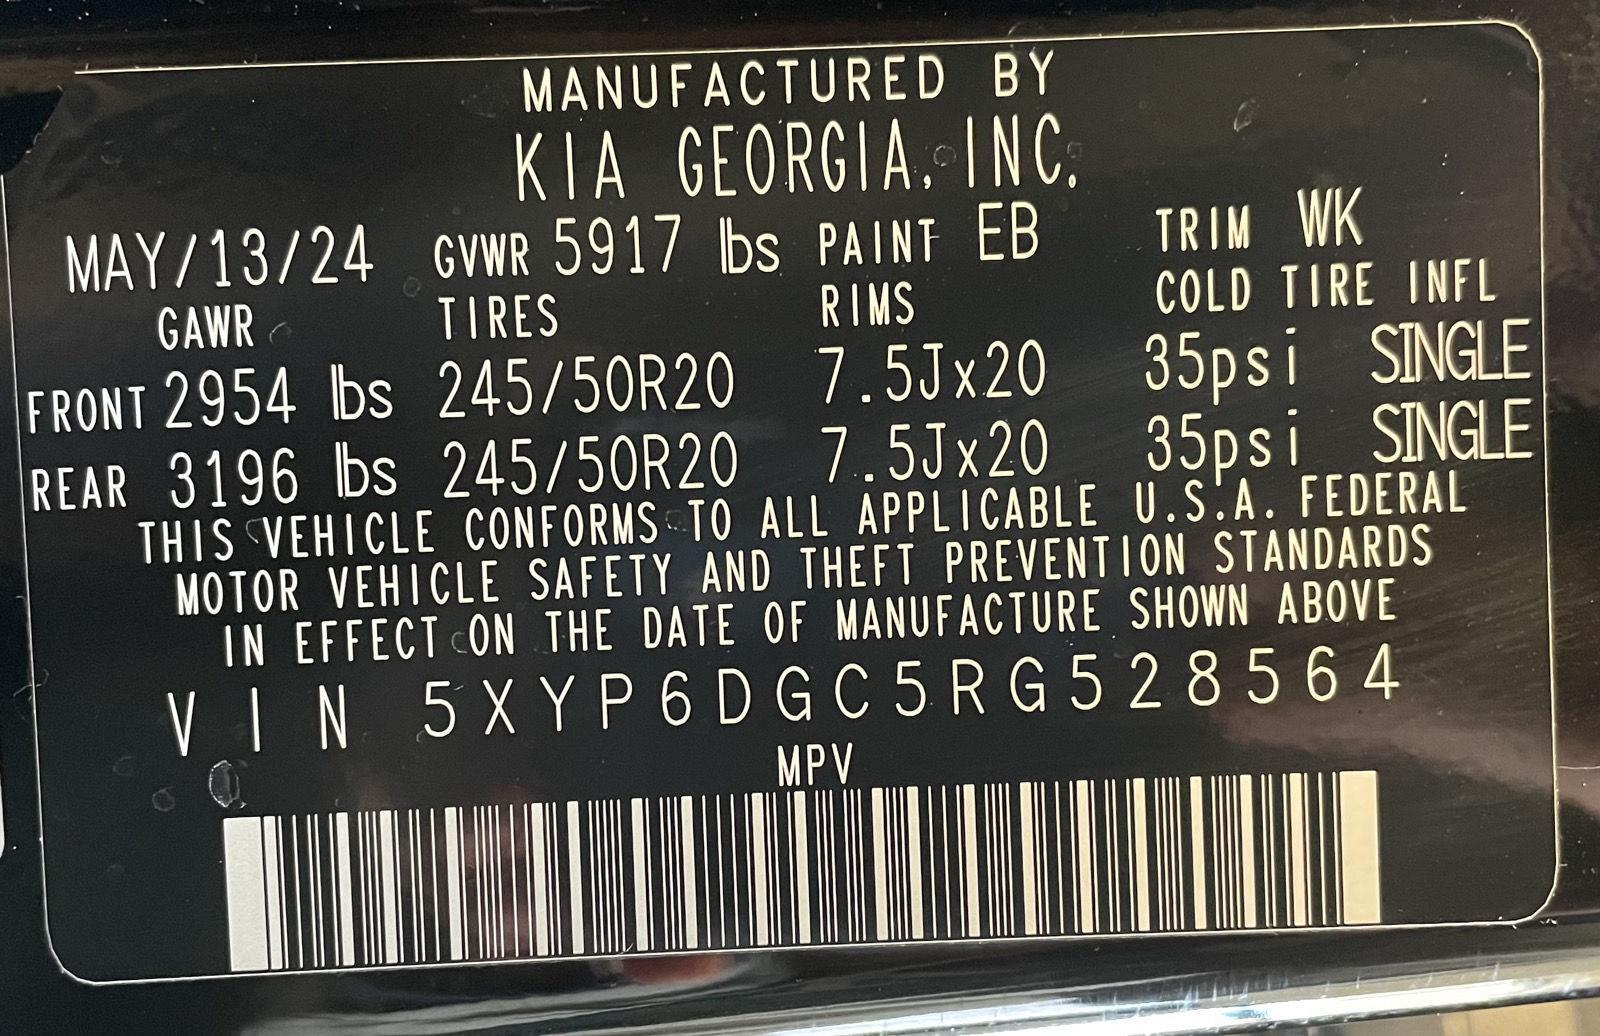 MANUFACTURED BY
KIA GEORGIA, INC.
MAY/13/24 GVWR 5917 lbs PAINT EB TRIM WK
GAWR TIRES RIMS COLD TIRE INFL
FRONT 2954 lbs 245/50R20 7.5Jx20 35psi SINGLE
REAR 3196 lbs 245/50R20 7.5Jx20 35psi SINGLE
THIS VEHICLE CONFORMS TO ALL APPLICABLE U.S.A. FEDERAL
MOTOR VEHICLE SAFETY AND THEFT PREVENTION STANDARDS
IN EFFECT ON THE DATE OF MANUFACTURE SHOWN ABOVE
VIN 5XYP6DGC5RG528564
MPV